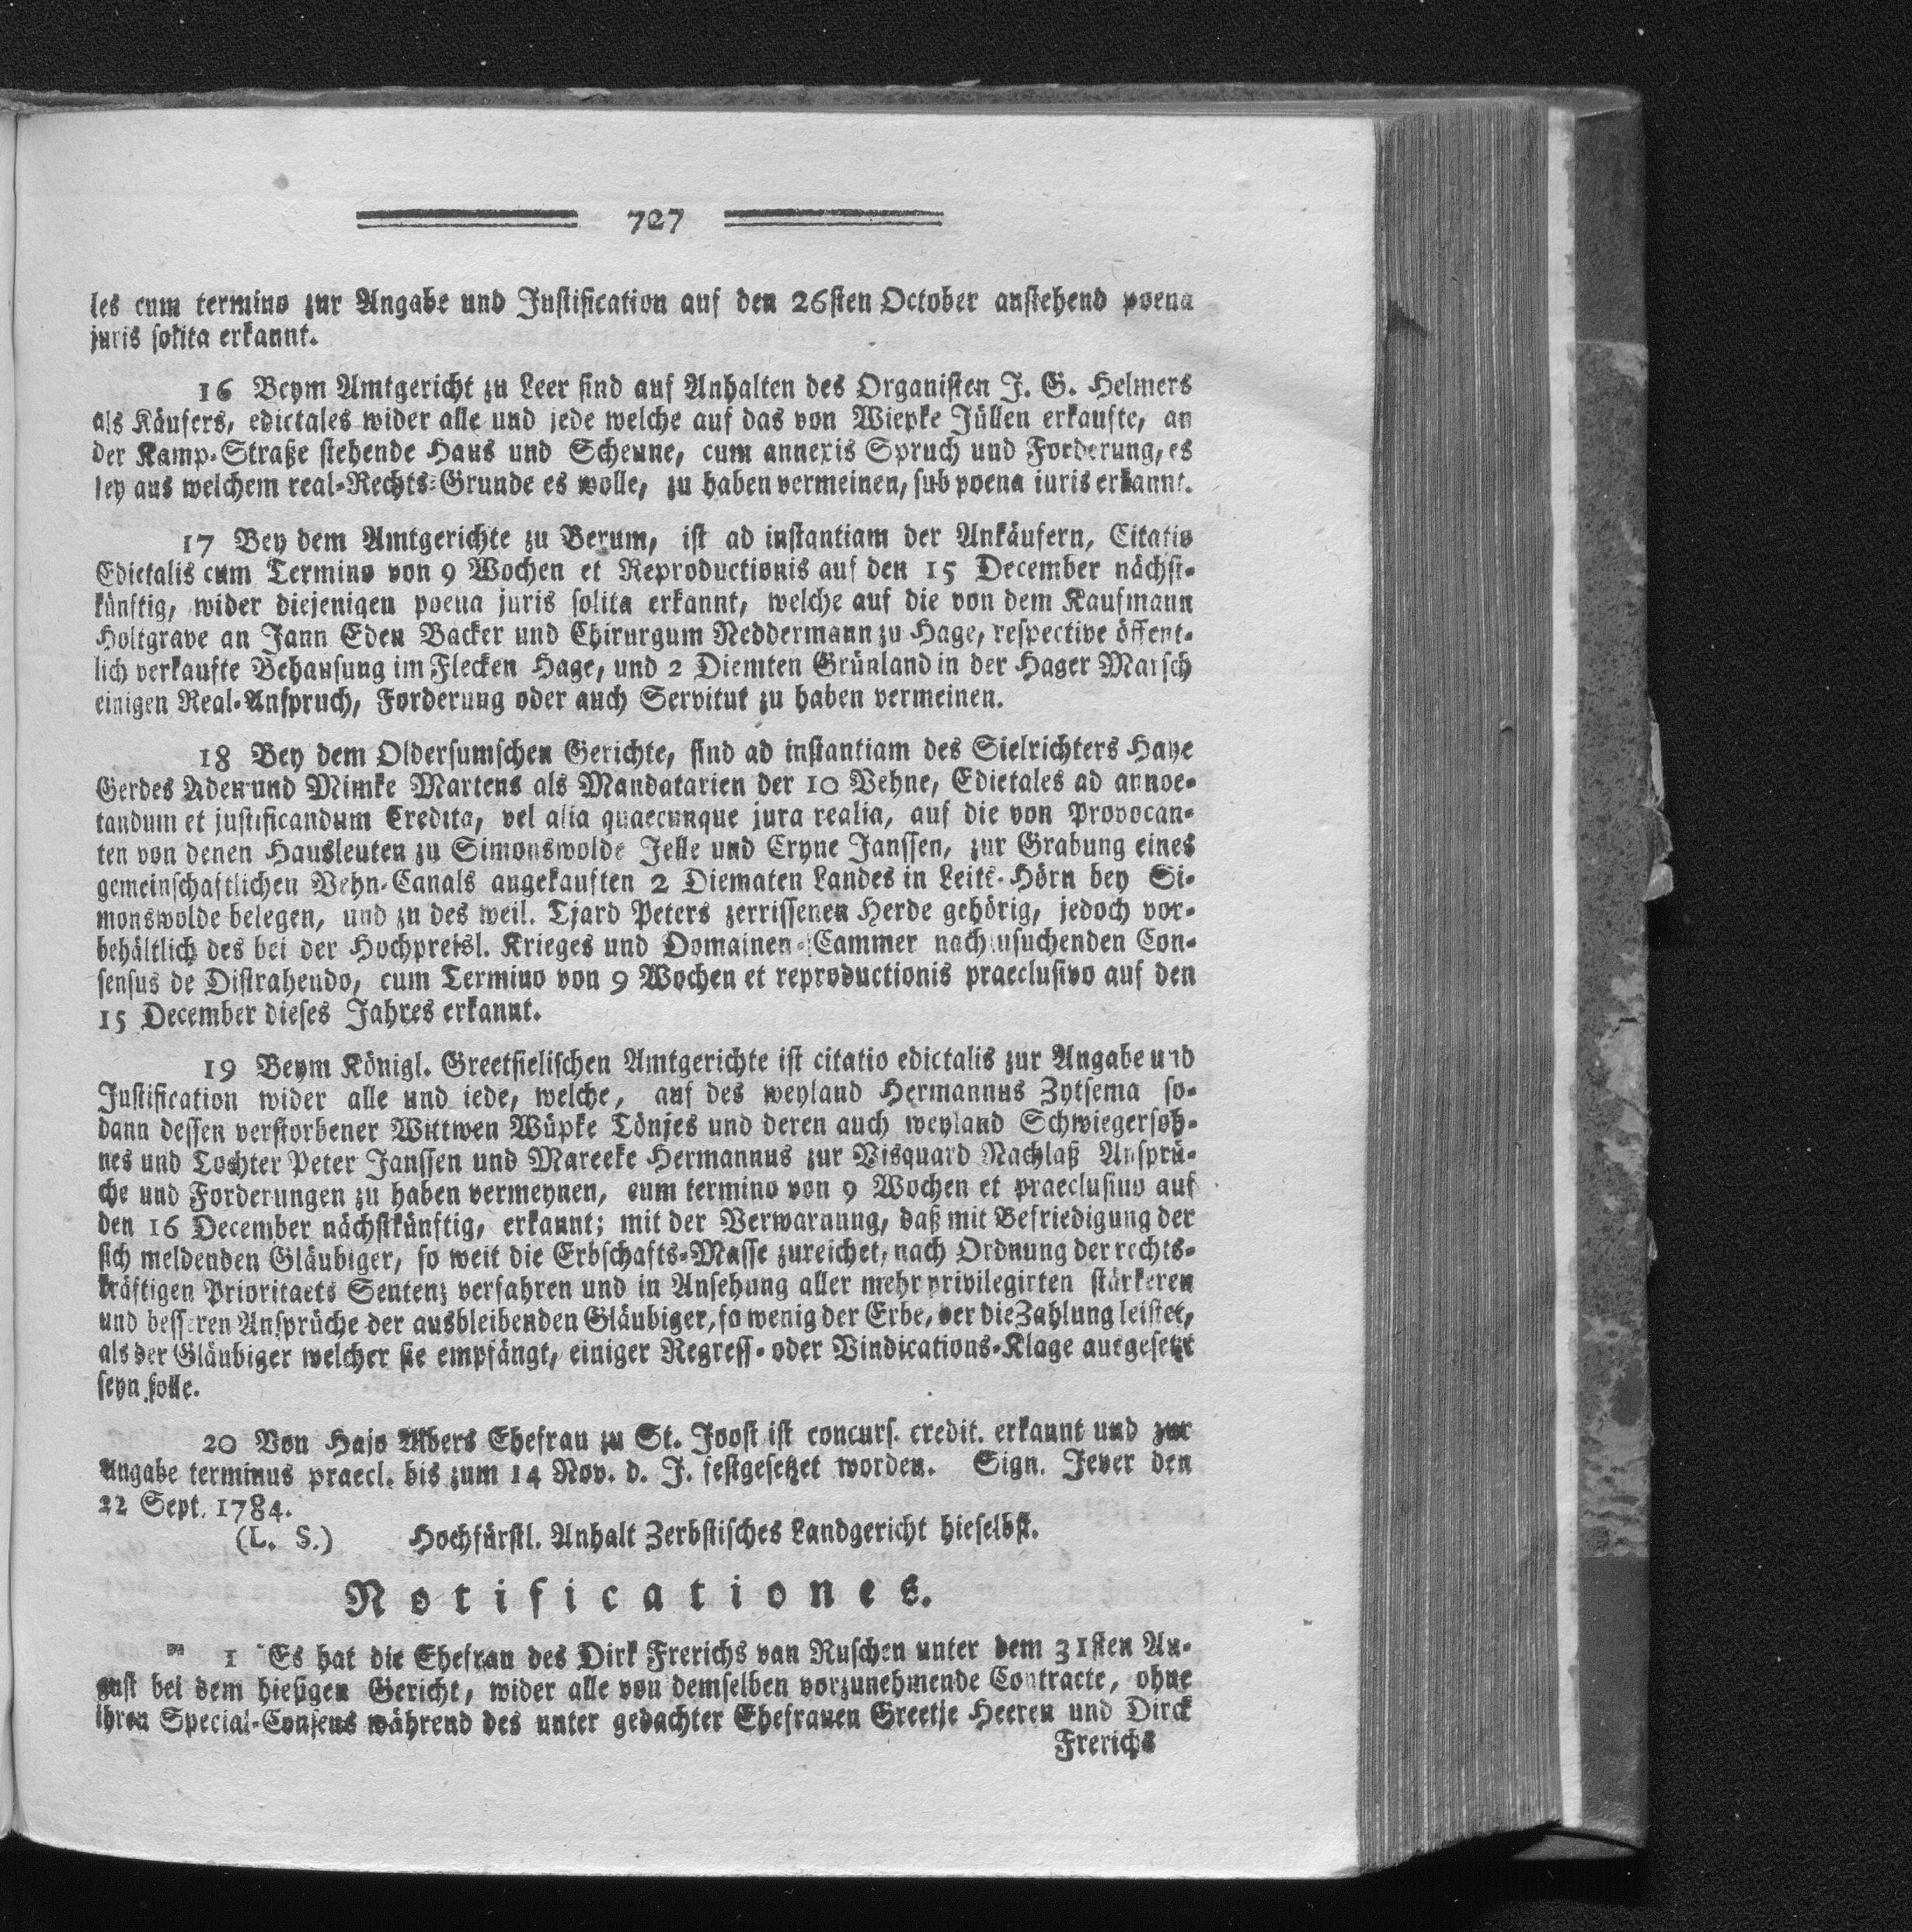 727
les cum termino zur Angabe und Justification auf den 26sten October anstehend poena
juris solita erkannt.
16 Beym Amtgericht zu Leer sind auf Anhalten des Organisten J. G. Helmers
als Käufers, edictales wider alle und jede welche auf das von Wiepke Jüllen erkaufte, an
der Kamp-Straße stehende Haus und Scheune, cum annexis Spruch und Forderung, es
sey aus welchem real-Rechts-Grunde es wolle, zu haben vermeinen, sub poena iuris erkannt.
17 Bey dem Amtgerichte zu Berum, ist ad instantiam der Ankäufern, Citatio
Edictalis cum Termino von 9 Wochen et Reproductionis auf den 15 December nächst-
künftig, wider diejenigen poena juris solita erkannt, welche auf die von dem Kaufmann
Holtgrave an Jann Eden Backer und Chirurgum Neddermann zu Hage, respective öffent-
lich verkaufte Behausung im Flecken Hage, und 2 Diemten Grünland in der Hager Marsch
einigen Real-Anspruch, Forderung oder auch Servitut zu haben vermeinen.
18 Bey dem Oldersumschen Gerichte, sind ad instantiam des Sielrichters Haye
Gerdes Aden und Mimke Martens als Mandatarien der 10 Vehne, Edictales ad annoe-
tandum et justificandum Credita, vel alia quaecunque jura realia, auf die von Provocan-
ten von denen Hausleuten zu Simonswolde Jelle und Cryne Janssen, zur Grabung eines
gemeinschaftlichen Vehn-Canals angekauften 2 Diematen Landes in Leits-Hörn bey Si-
monswolde belegen, und zu des weil. Tjard Peters zerrissenen Herde gehörig, jedoch vor-
behältlich des bei der Hochpreisl. Krieges und Domainen-Cammer nachzusuchenden Con-
sensus de Distrahendo, cum Termino von 9 Wochen et reproductionis praeclusivo auf den
15 December dieses Jahres erkannt.
19 Beym Königl. Greetsielischen Amtgerichte ist citatio edictalis zur Angabe und
Justification wider alle und iede, welche, auf des weyland Hermannus Zytsema so-
dann dessen verstorbener Wittwen Wüpke Tönjes und deren auch weyland Schwiegersoh-
nes und Tochter Peter Janssen und Mareeke Hermannus zur Visquard Nachlaß Ansprü-
che und Forderungen zu haben vermeynen, cum termino von 9 Wochen et praeclusiuo auf
den 16 December nächstkünftig, erkannt; mit der Verwarnung, daß mit Befriedigung der
sich meldenden Gläubiger, so weit die Erbschafts-Masse zureichet, nach Ordnung der rechts-
kräftigen Prioritaets Sentenz verfahren und in Ansehung aller mehr privilegirten stärkeren
und besseren Ansprüche der ausbleibenden Gläubiger, so wenig der Erbe, der die Zahlung leistet,
als der Gläubiger welcher sie empfängt, einiger Regress- oder Vindications-Klage ausgesetzt
seyn solle.
20 Von Hajo Albers Ehefrau zu St. Joost ist concurs. credit. erkannt und zur
Angabe terminus praecl. bis zum 14 Nov. d. J. festgesetzet worden. Sign. Jever den
22 Sept. 1784.
(L. S.) Hochfürstl. Anhalt Zerbstisches Landgericht hieselbst.
Notificationes.
1 Es hat die Ehefrau des Dirk Frerichs van Ruschen unter dem 31sten Au-
gust bei dem hiesigen Gericht, wider alle von demselben vorzunehmende Contracte, ohne
ihren Special-Consens während des unter gedachter Ehefrauen Greetje Heeren und Dirck
Frerichs